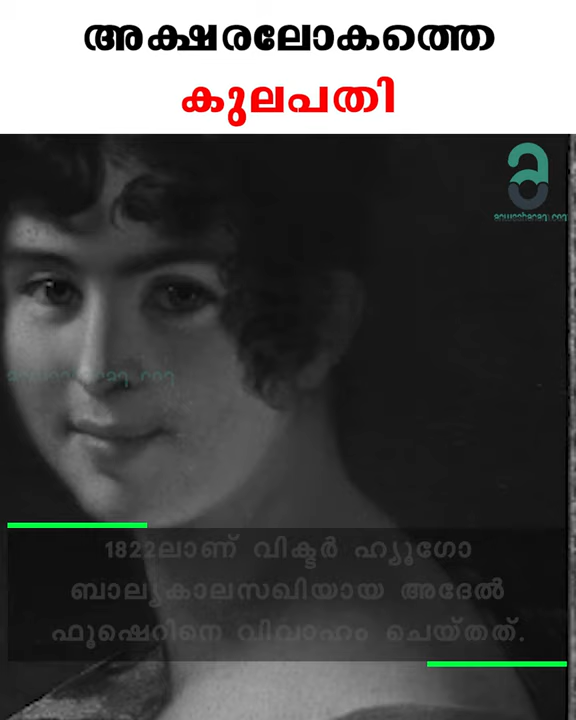 അക്ഷരലോകത്തെ
കുലപതി
1822ലാണ് വിക്ടർ ഹ്യൂഗോ
ബാല്യകാലസഖിയായ അദേൽ
ഫൂഷെറിനെ വിവാഹം ചെയ്തത്.